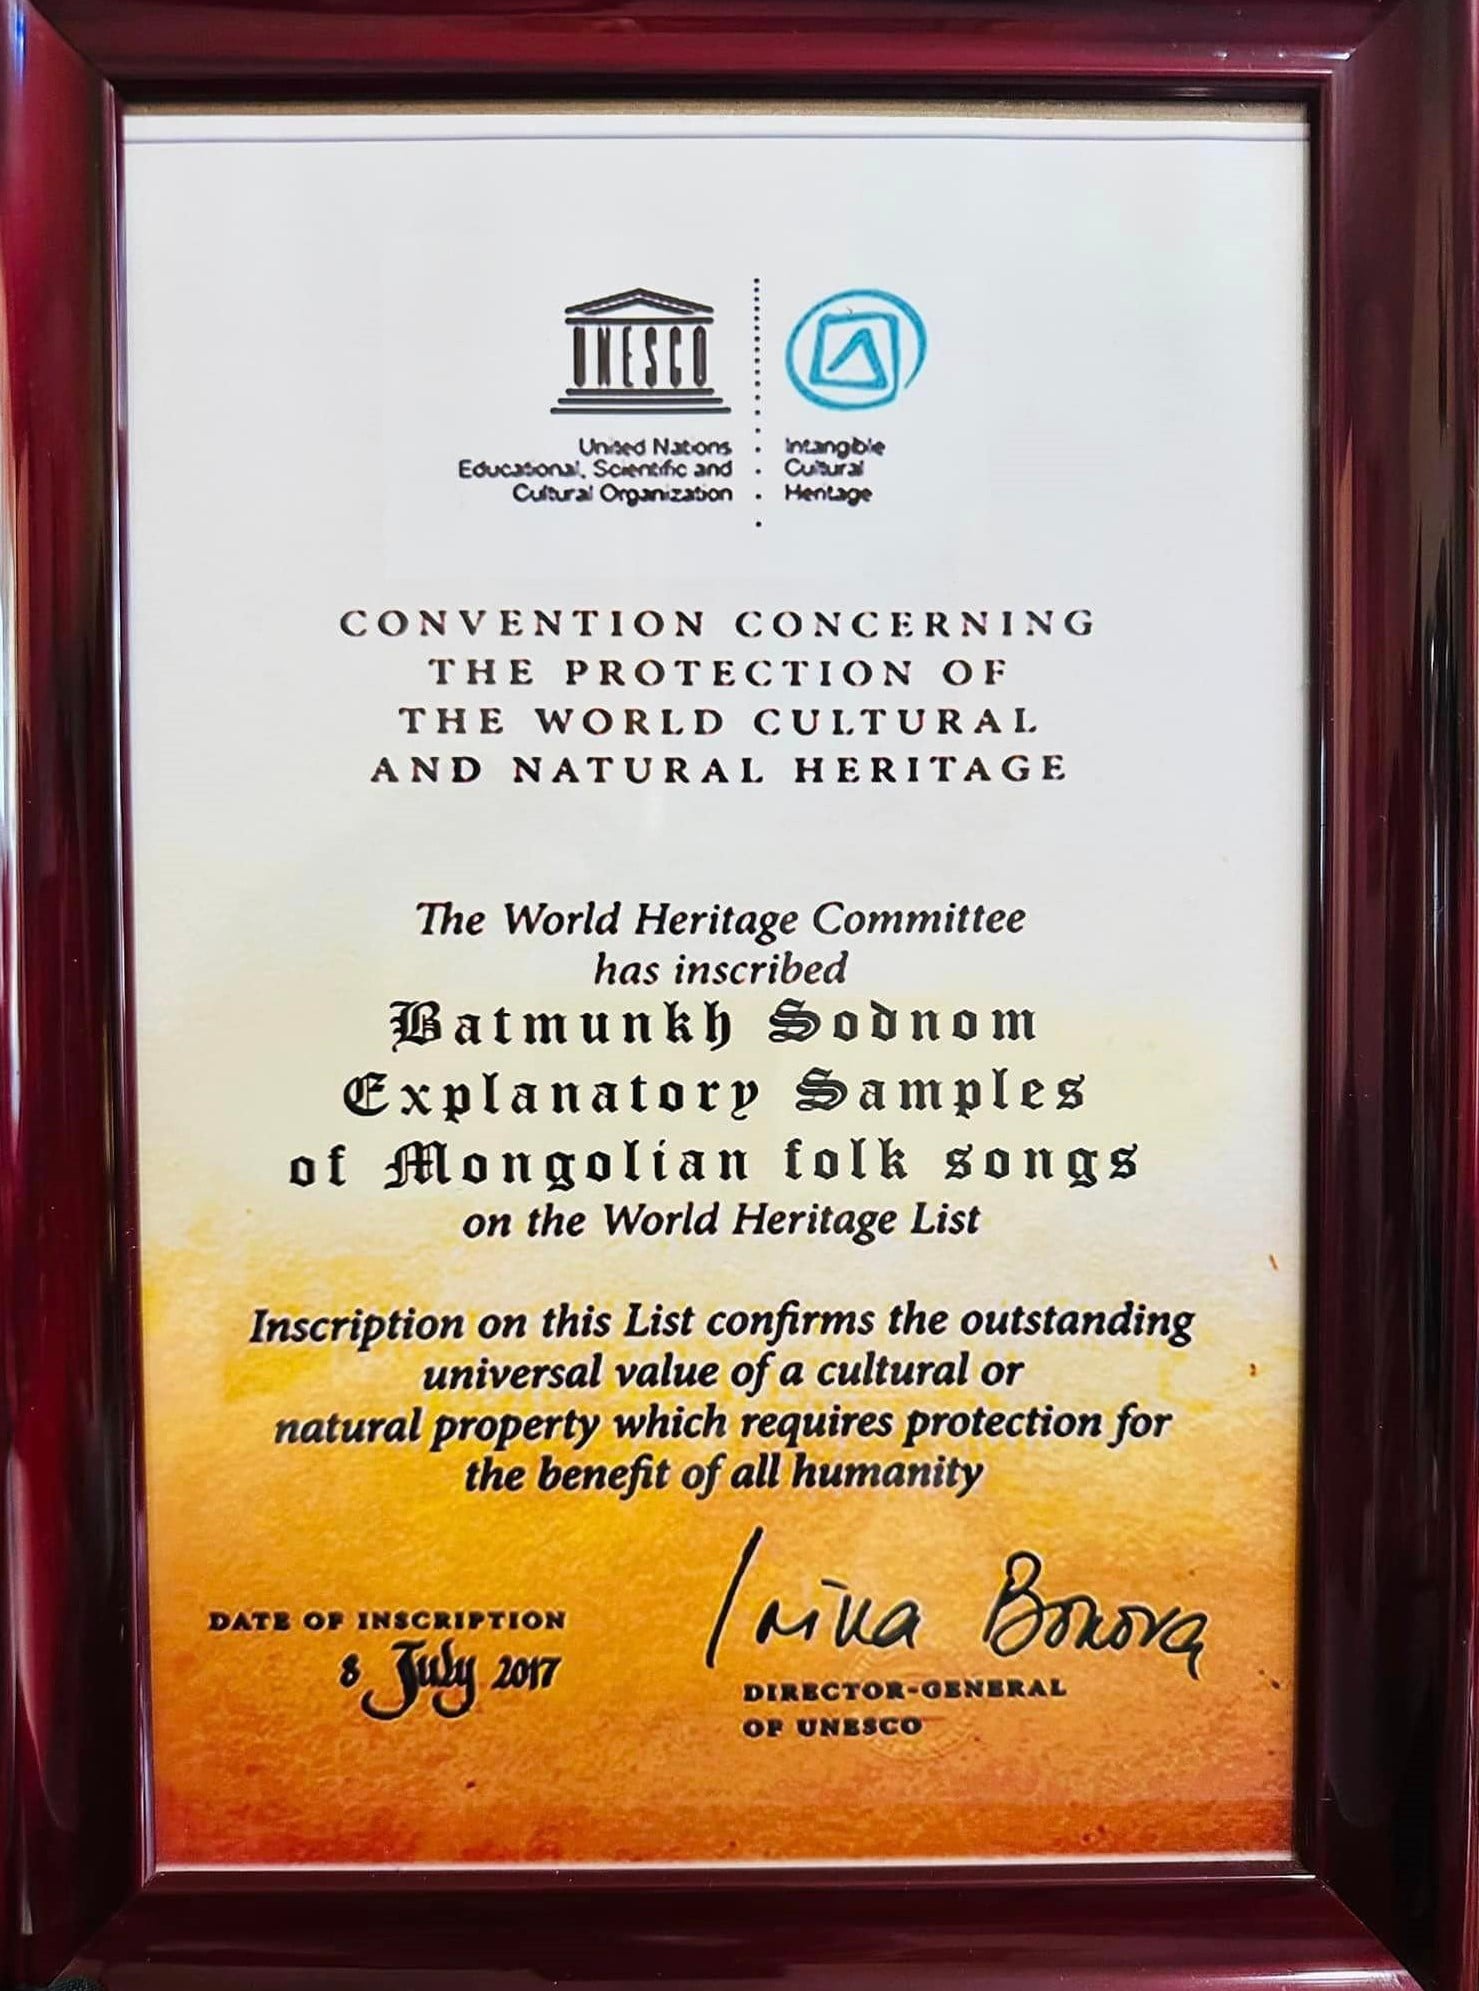 UNESCO
United Nations
Educational, Scientific and
Cultural Organization
Intangible
Cultural
Heritage
CONVENTION CONCERNING
THE PROTECTION OF
THE WORLD CULTURAL
AND NATURAL HERITAGE
The World Heritage Committee
has inscribed
Batmunkh Sodnom
Explanatory Samples
of Mongolian folk songs
on the World Heritage List
Inscription on this List confirms the outstanding
universal value of a cultural or
natural property which requires protection for
the benefit of all humanity
DATE OF INSCRIPTION
8 July 2017
Irina Bokova
DIRECTOR-GENERAL
OF UNESCO